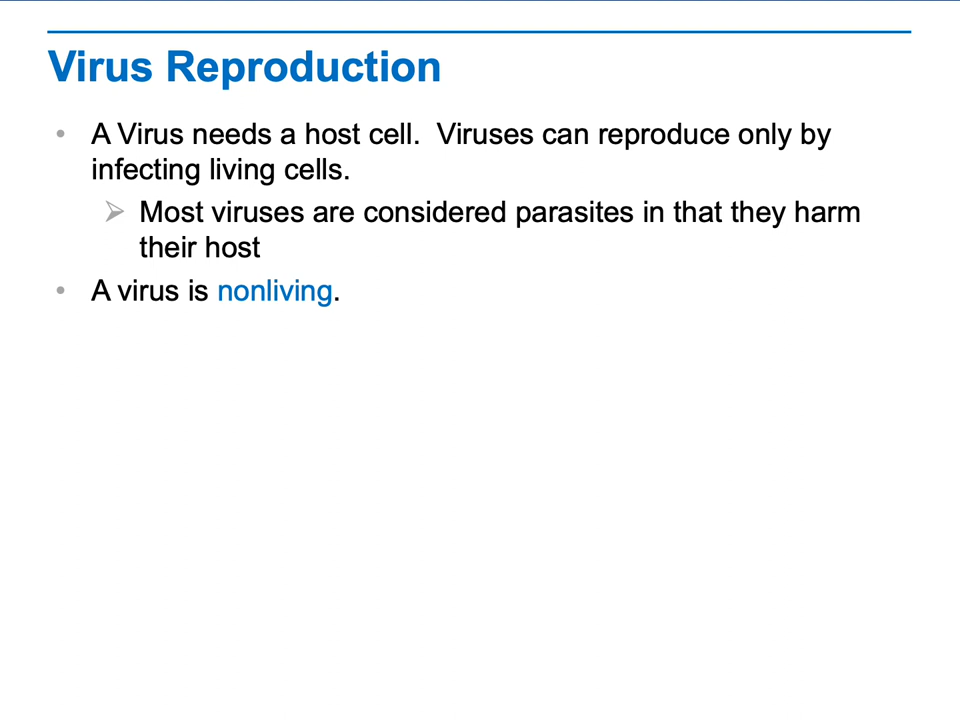 Virus Reproduction
• A Virus needs a host cell.  Viruses can reproduce only by
infecting living cells.
➢ Most viruses are considered parasites in that they harm
their host
• A virus is nonliving.